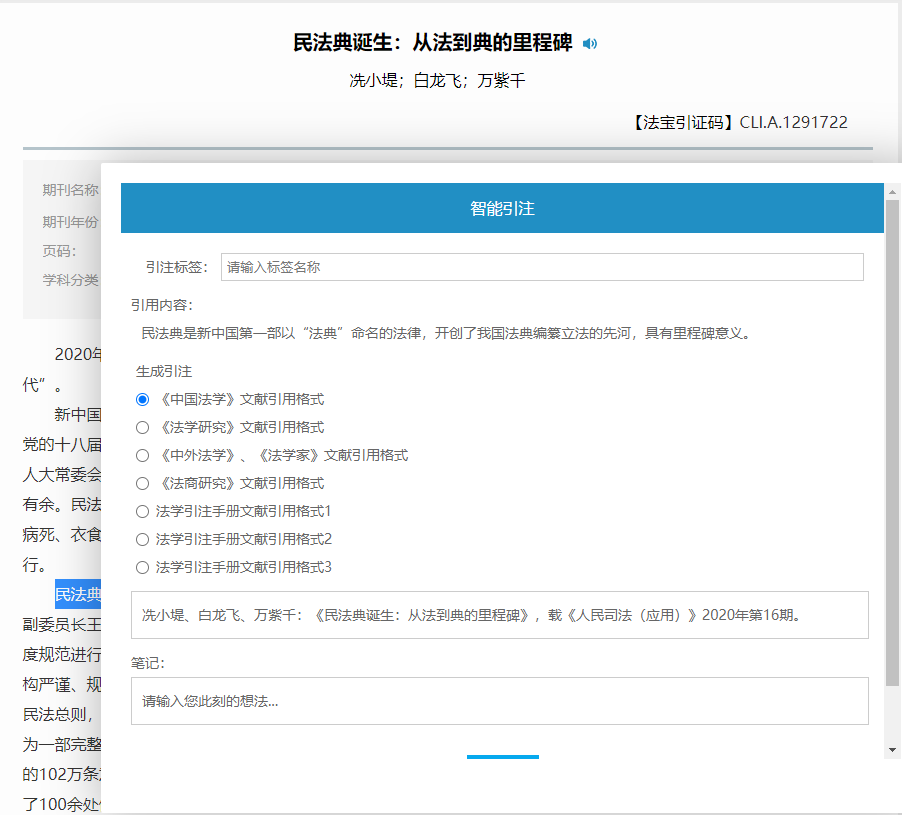 民法典诞生：从法到典的里程碑
冼小堤；白龙飞；万紫千
【法宝引证码】CLI.A.1291722
期刊名称
期刊年份
页码：
学科分类
智能引注
引注标签：
请输入标签名称
引用内容：
民法典是新中国第一部以“法典”命名的法律，开创了我国法典编纂立法的先河，具有里程碑意义。
生成引注
《中国法学》文献引用格式
《法学研究》文献引用格式
《中外法学》、《法学家》文献引用格式
《法商研究》文献引用格式
法学引注手册文献引用格式1
法学引注手册文献引用格式2
法学引注手册文献引用格式3
冼小堤、白龙飞、万紫千：《民法典诞生：从法到典的里程碑》，载《人民司法（应用）》2020年第16期。
笔记：
请输入您此刻的想法...
2020年
代”。
新中国
党的十八届
人大常委会
有余。民法
病死、衣食
行。
民法典
副委员长王
度规范进行
构严谨、规
民法总则，
为一部完整
的102万条
了100余处